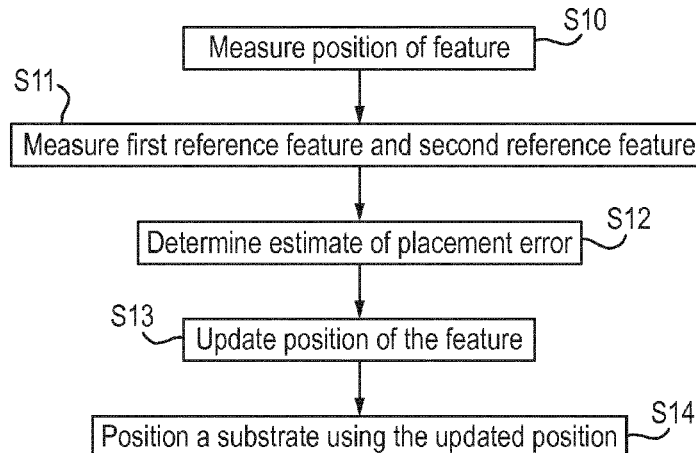 S10
Measure position of feature
S11
Measure first reference feature and second reference feature
S12
Determine estimate of placement error
S13
Update position of the feature
S14
Position a substrate using the updated position